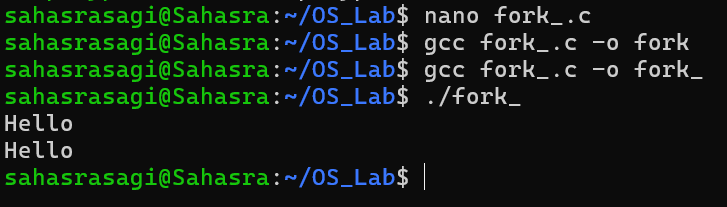 sahasrasagi@Sahasra:~/OS_Lab$ nano fork_.c
sahasrasagi@Sahasra:~/OS_Lab$ gcc fork_.c -o fork
sahasrasagi@Sahasra:~/OS_Lab$ gcc fork_.c -o fork_
sahasrasagi@Sahasra:~/OS_Lab$ ./fork_
Hello
Hello
sahasrasagi@Sahasra:~/OS_Lab$